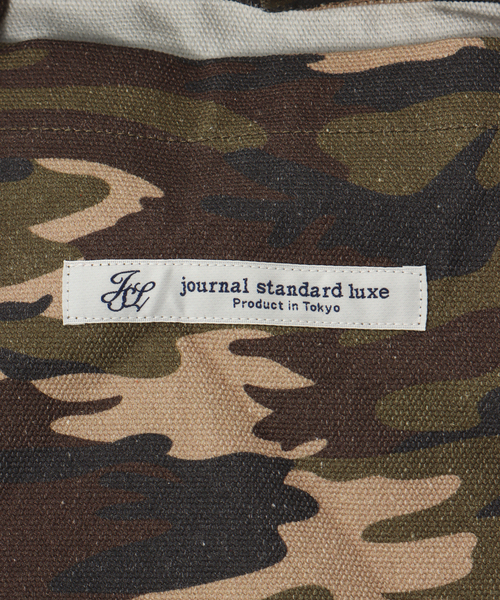 JSL journal standard luxe
Product in Tokyo